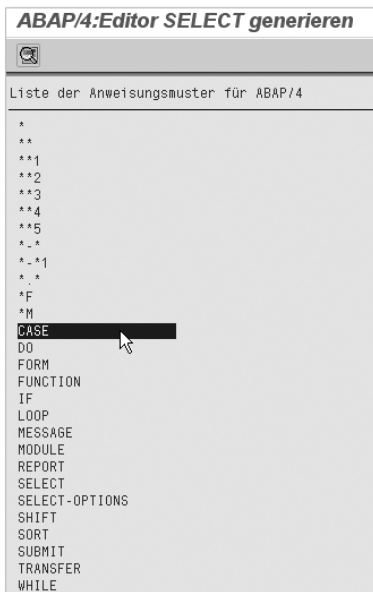 ABAP/4:Editor SELECT generieren
Liste der Anweisungsmuster für ABAP/4
*
**
**1
**2
**3
**4
**5
*-*
*-*1
*.*
*F
*M
CASE
DO
FORM
FUNCTION
IF
LOOP
MESSAGE
MODULE
REPORT
SELECT
SELECT-OPTIONS
SHIFT
SORT
SUBMIT
TRANSFER
WHILE